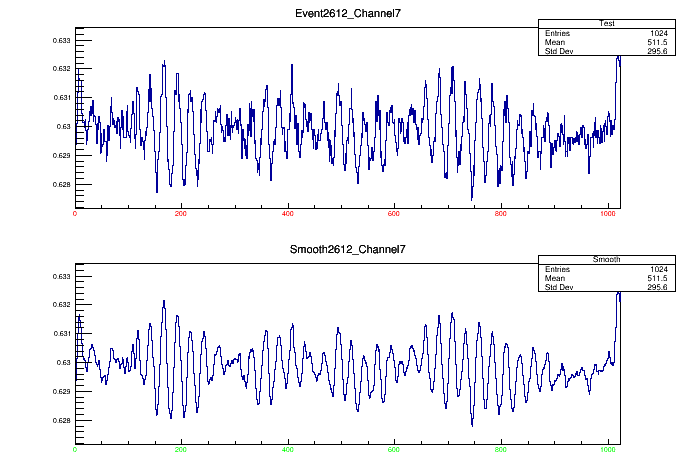 Event2612_Channel7
Test
Entries 1024
Mean 511.5
Std Dev 295.6
0.633
0.632
0.631
0.63
0.629
0.628
0 200 400 600 800 1000
Smooth2612_Channel7
Smooth
Entries 1024
Mean 511.5
Std Dev 295.6
0.633
0.632
0.631
0.63
0.629
0.628
0 200 400 600 800 1000